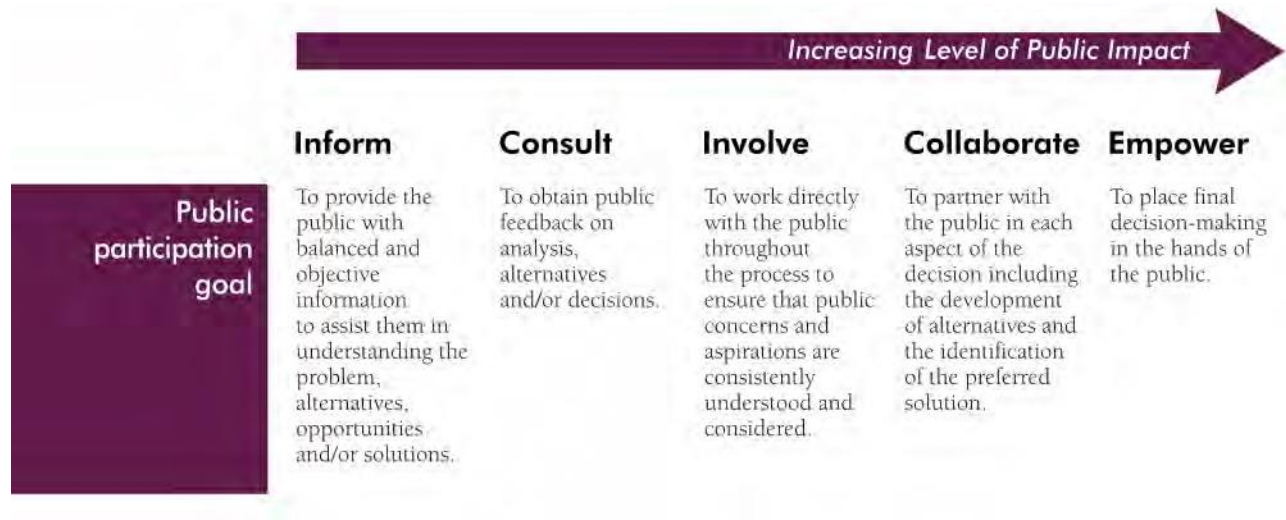 Increasing Level of Public Impact
Inform
Consult
Involve
Collaborate
Empower
Public
participation
goal
To provide the
public with
balanced and
objective
information
to assist them in
understanding the
problem,
alternatives,
opportunities
and/or solutions.
To obtain public
feedback on
analysis,
alternatives
and/or decisions.
To work directly
with the public
throughout
the process to
ensure that public
concerns and
aspirations are
consistently
understood and
considered.
To partner with
the public in each
aspect of the
decision including
the development
of alternatives and
the identification
of the preferred
solution.
To place final
decision-making
in the hands of
the public.